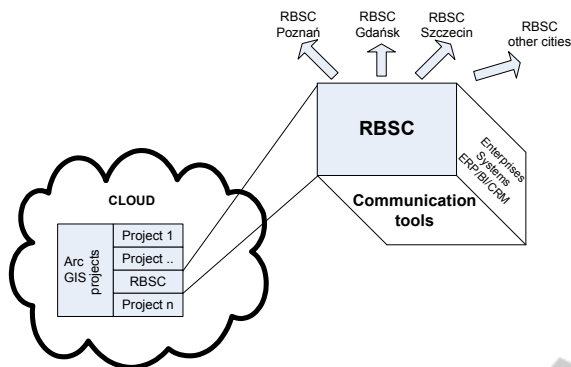 RBSC
Poznań
RBSC
Gdańsk
RBSC
Szczecin
RBSC
other cities
RBSC
Enterprises
Systems
ERP/BI/CRM
Communication
tools
CLOUD
Arc
GIS
projects
Project 1
Project ..
RBSC
Project n